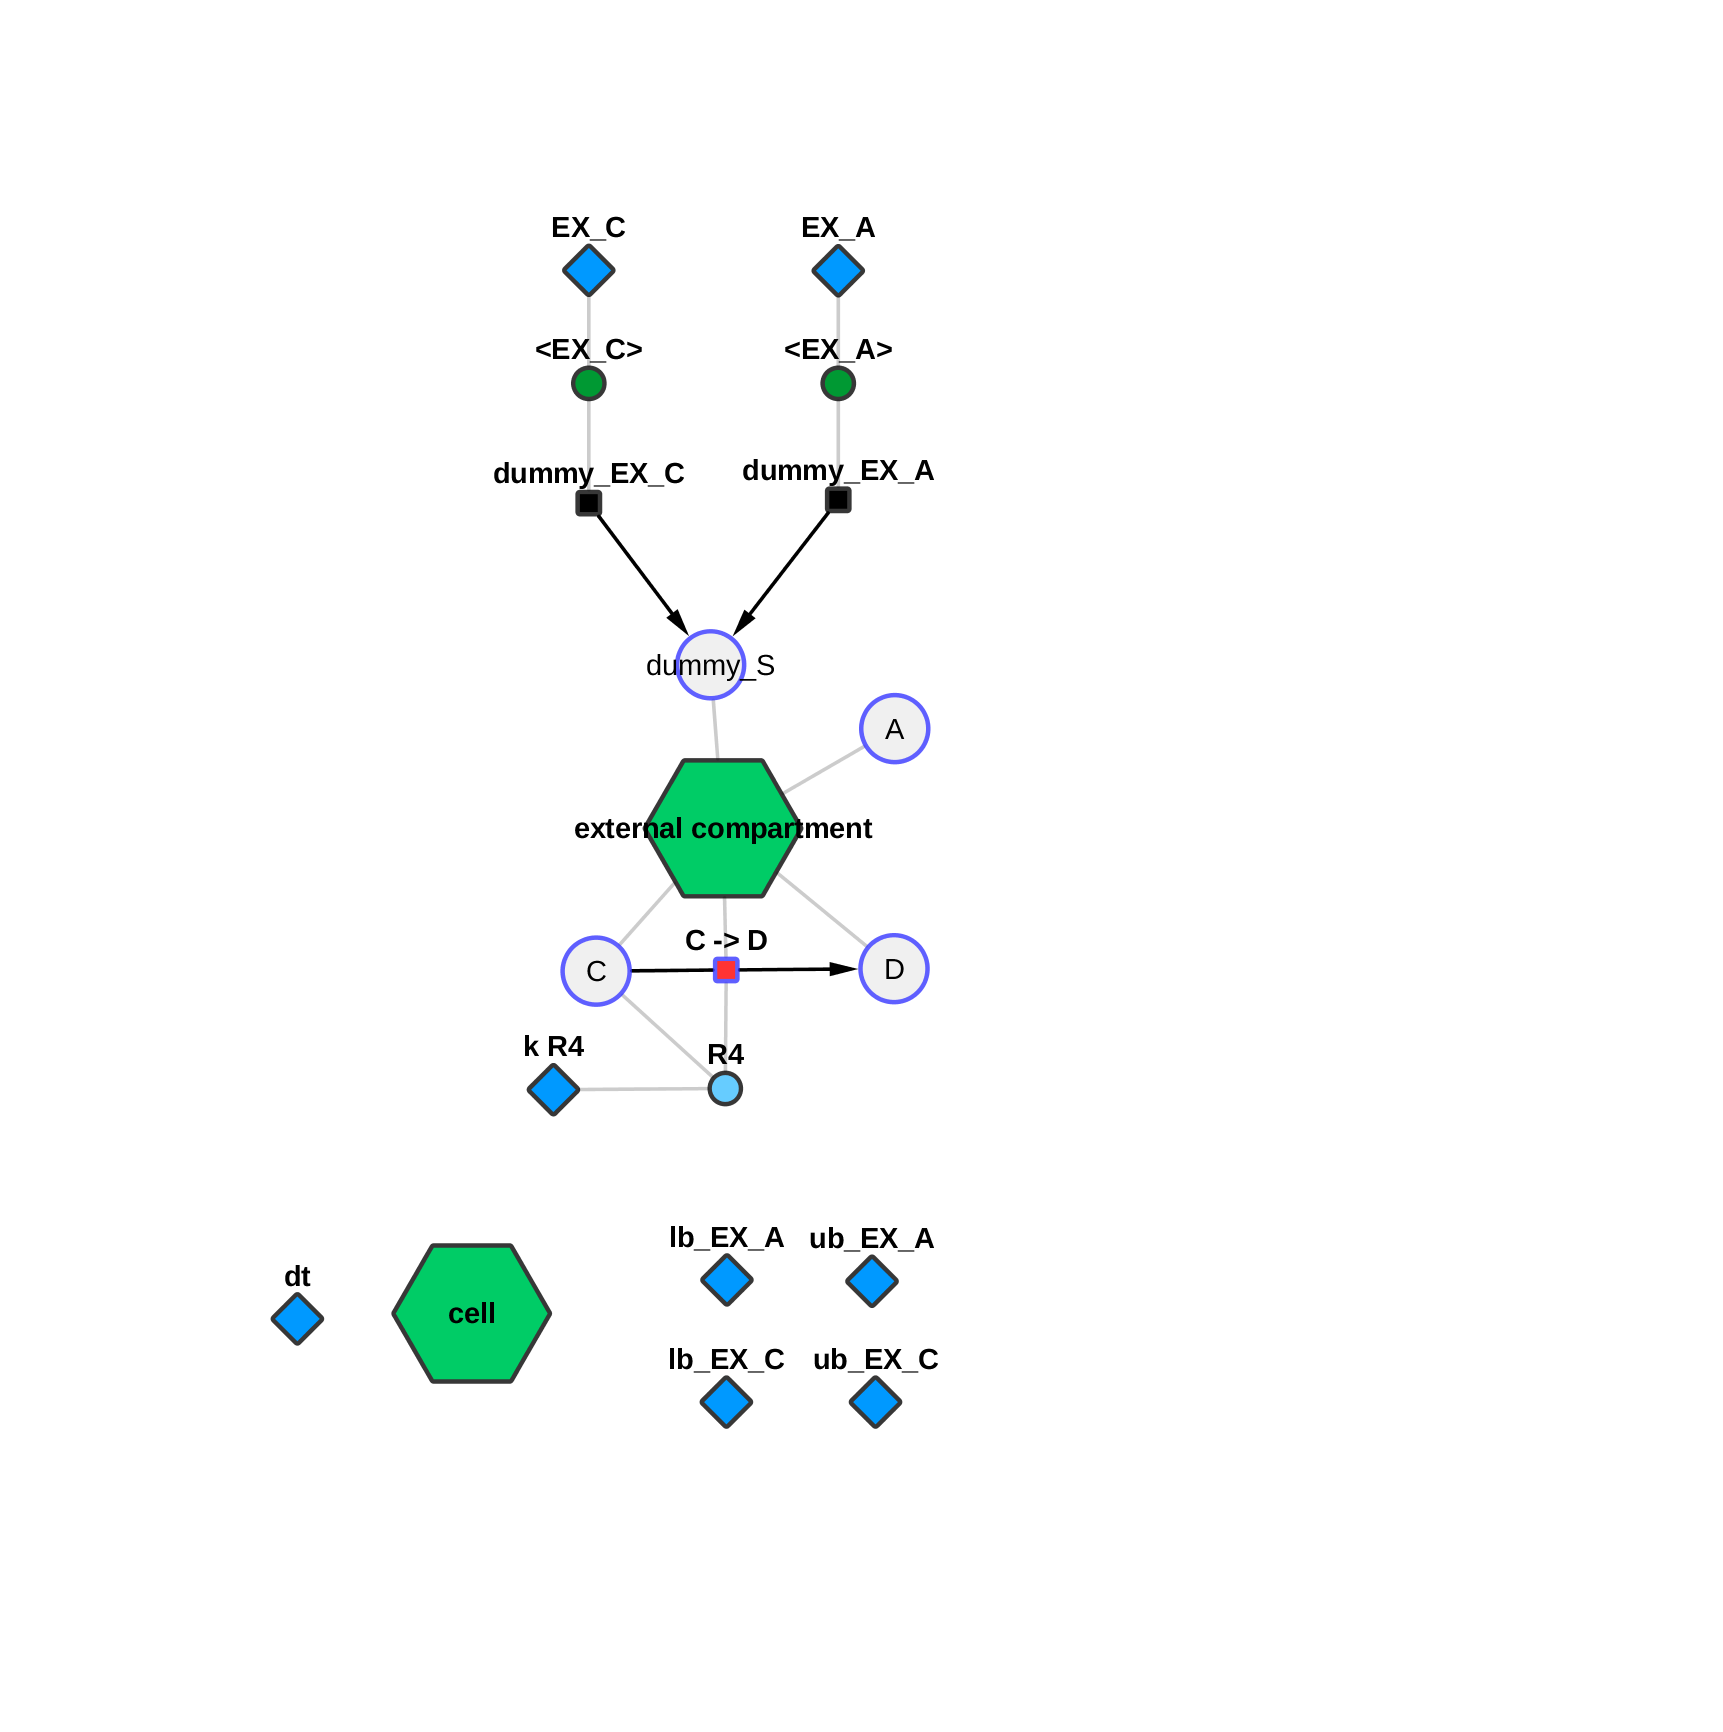 EX_C
EX_A
<EX_C>
<EX_A>
dummy_EX_C
dummy_EX_A
dummy_S
A
external compartment
C -> D
C
D
k R4
R4
lb_EX_A
ub_EX_A
dt
cell
lb_EX_C
ub_EX_C